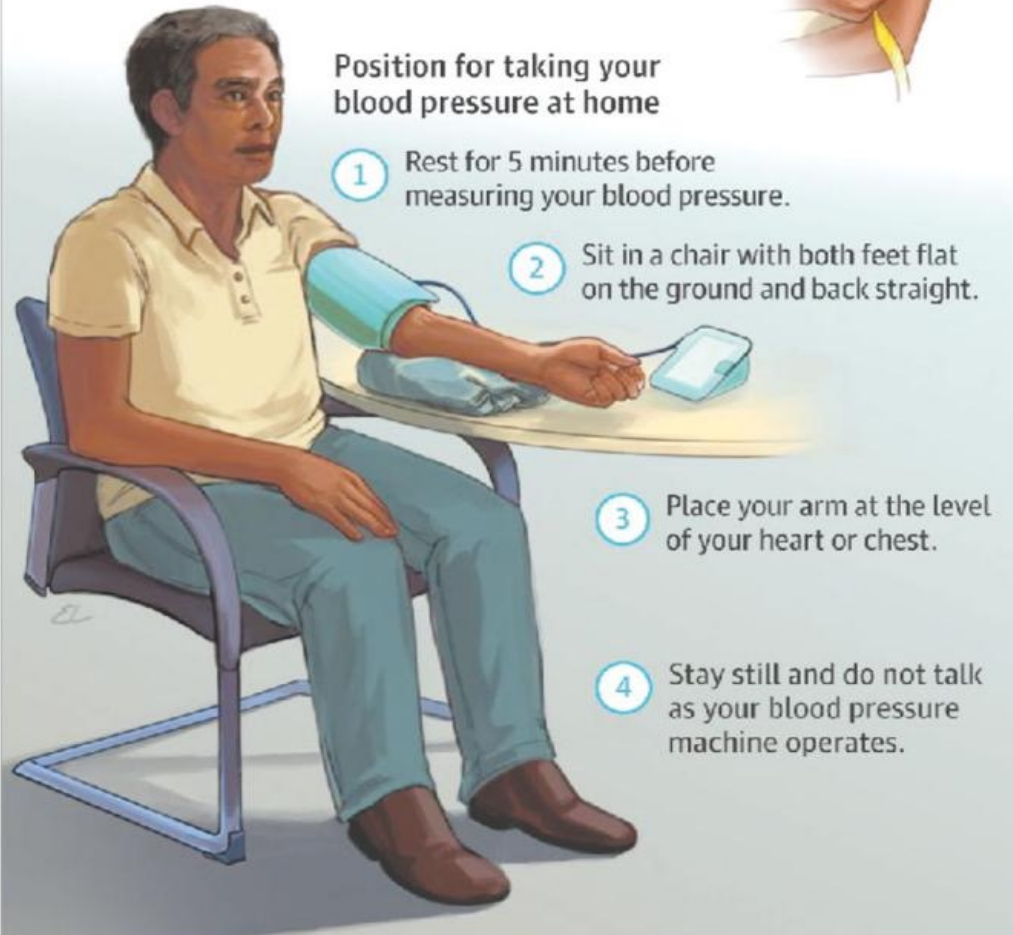 Position for taking your
blood pressure at home
1
Rest for 5 minutes before
measuring your blood pressure.
2
Sit in a chair with both feet flat
on the ground and back straight.
3
Place your arm at the level
of your heart or chest.
4
Stay still and do not talk
as your blood pressure
machine operates.